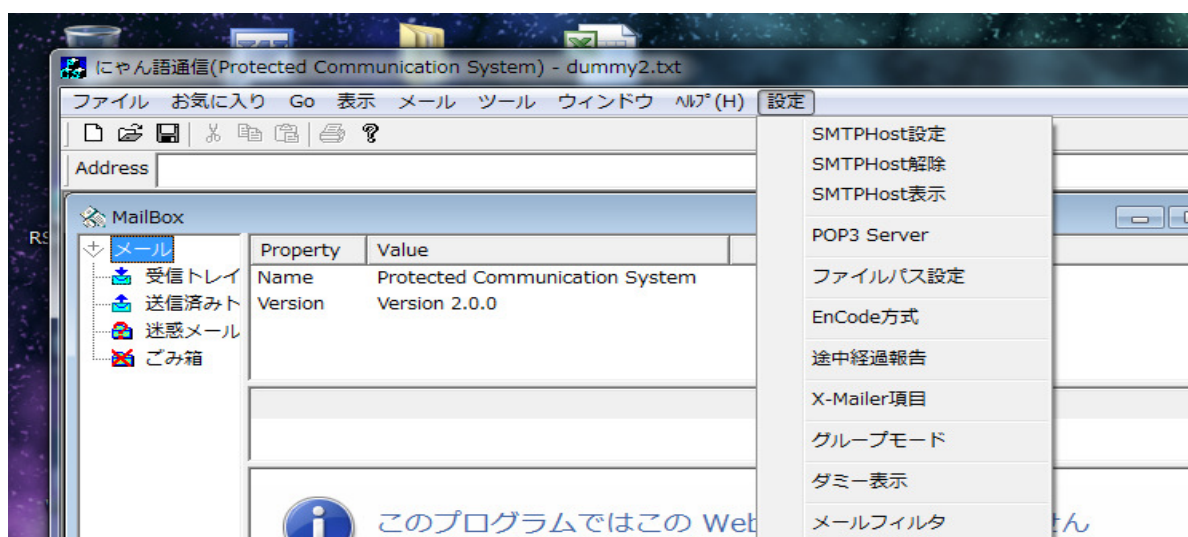 にゃん語通信(Protected Communication System) - dummy2.txt
ファイル お気に入り Go 表示 メール ツール ウィンドウ ﾍﾙﾌﾟ(H) 設定
Address
SMTPHost設定
SMTPHost解除
SMTPHost表示
POP3 Server
ファイルパス設定
EnCode方式
途中経過報告
X-Mailer項目
グループモード
ダミー表示
メールフィルタ
MailBox
メール
受信トレイ
送信済みト
迷惑メール
ごみ箱
Property Value
Name Protected Communication System
Version Version 2.0.0
このプログラムではこの Web
せん
RS